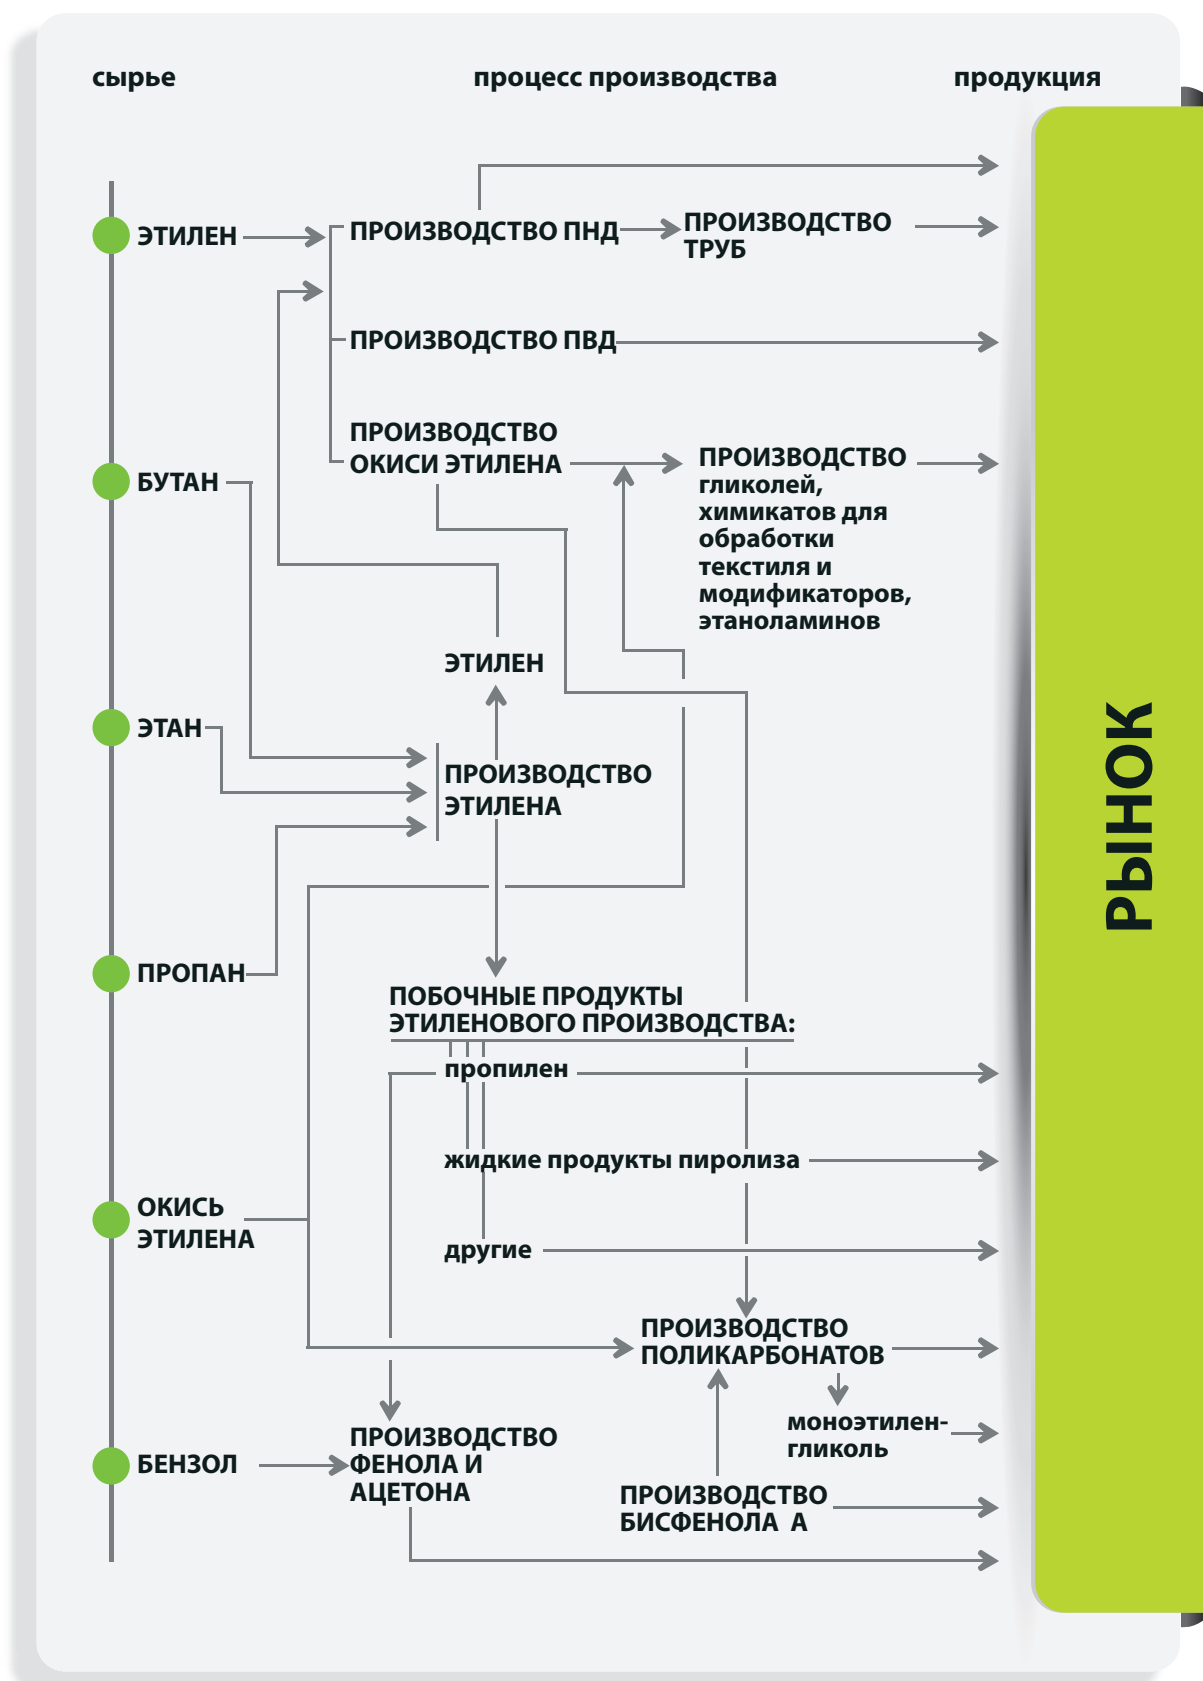 сырье
процесс производства
продукция
ЭТИЛЕН
ПРОИЗВОДСТВО ПНД
ПРОИЗВОДСТВО
ТРУБ
ПРОИЗВОДСТВО ПВД
ПРОИЗВОДСТВО
ОКИСИ ЭТИЛЕНА
ПРОИЗВОДСТВО
гликолей,
химикатов для
обработки
текстиля и
модификаторов,
этаноламинов
БУТАН
ЭТИЛЕН
ЭТАН
ПРОИЗВОДСТВО
ЭТИЛЕНА
ПРОПАН
ПОБОЧНЫЕ ПРОДУКТЫ
ЭТИЛЕНОВОГО ПРОИЗВОДСТВА:
пропилен
жидкие продукты пиролиза
другие
ОКИСЬ
ЭТИЛЕНА
ПРОИЗВОДСТВО
ПОЛИКАРБОНАТОВ
моноэтилен-
гликоль
БЕНЗОЛ
ПРОИЗВОДСТВО
ФЕНОЛА И
АЦЕТОНА
ПРОИЗВОДСТВО
БИСФЕНОЛА А
РЫНОК